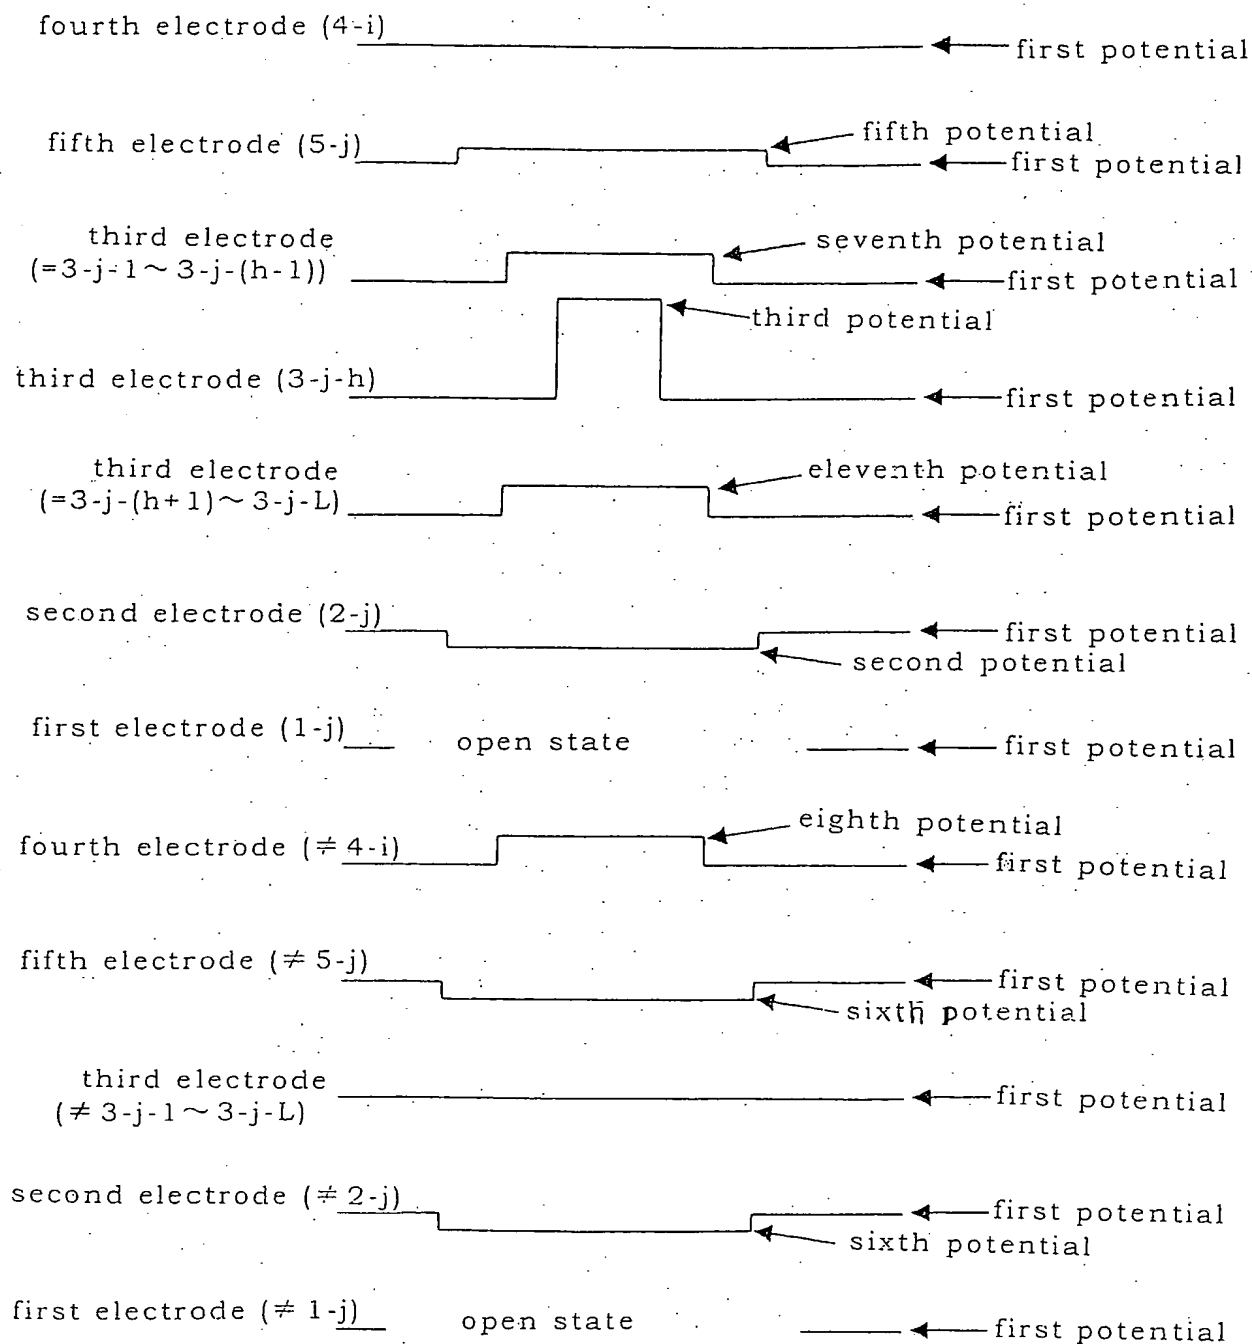 fourth electrode (4-i)
first potential
fifth electrode (5-j)
fifth potential
first potential
third electrode
(=3-j-1~3-j-(h-1))
seventh potential
first potential
third potential
third electrode (3-j-h)
first potential
third electrode
(=3-j-(h+1)~3-j-L)
eleventh potential
first potential
second electrode (2-j)
first potential
second potential
first electrode (1-j)
open state
first potential
fourth electrode (≠4-i)
eighth potential
first potential
fifth electrode (≠5-j)
first potential
sixth potential
third electrode
(≠3-j-1~3-j-L)
first potential
second electrode (≠2-j)
first potential
sixth potential
first electrode (≠1-j)
open state
first potential